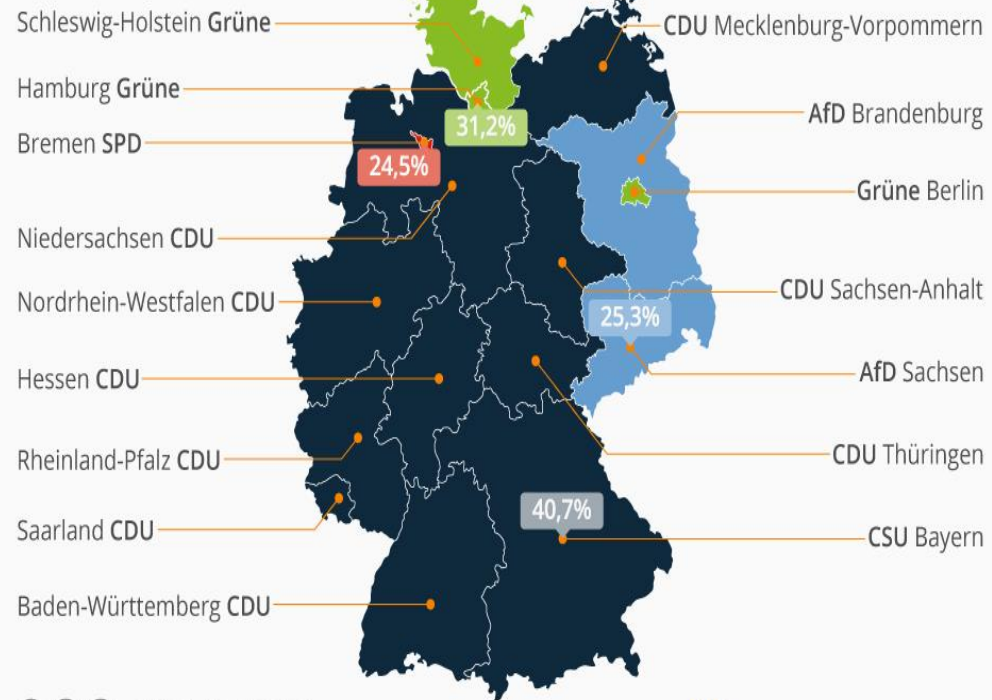 Schleswig-Holstein Grüne
CDU Mecklenburg-Vorpommern
Hamburg Grüne
AfD Brandenburg
31,2%
Bremen SPD
24,5%
Grüne Berlin
Niedersachsen CDU
CDU Sachsen-Anhalt
Nordrhein-Westfalen CDU
25,3%
Hessen CDU
AfD Sachsen
Rheinland-Pfalz CDU
CDU Thüringen
40,7%
Saarland CDU
CSU Bayern
Baden-Württemberg CDU